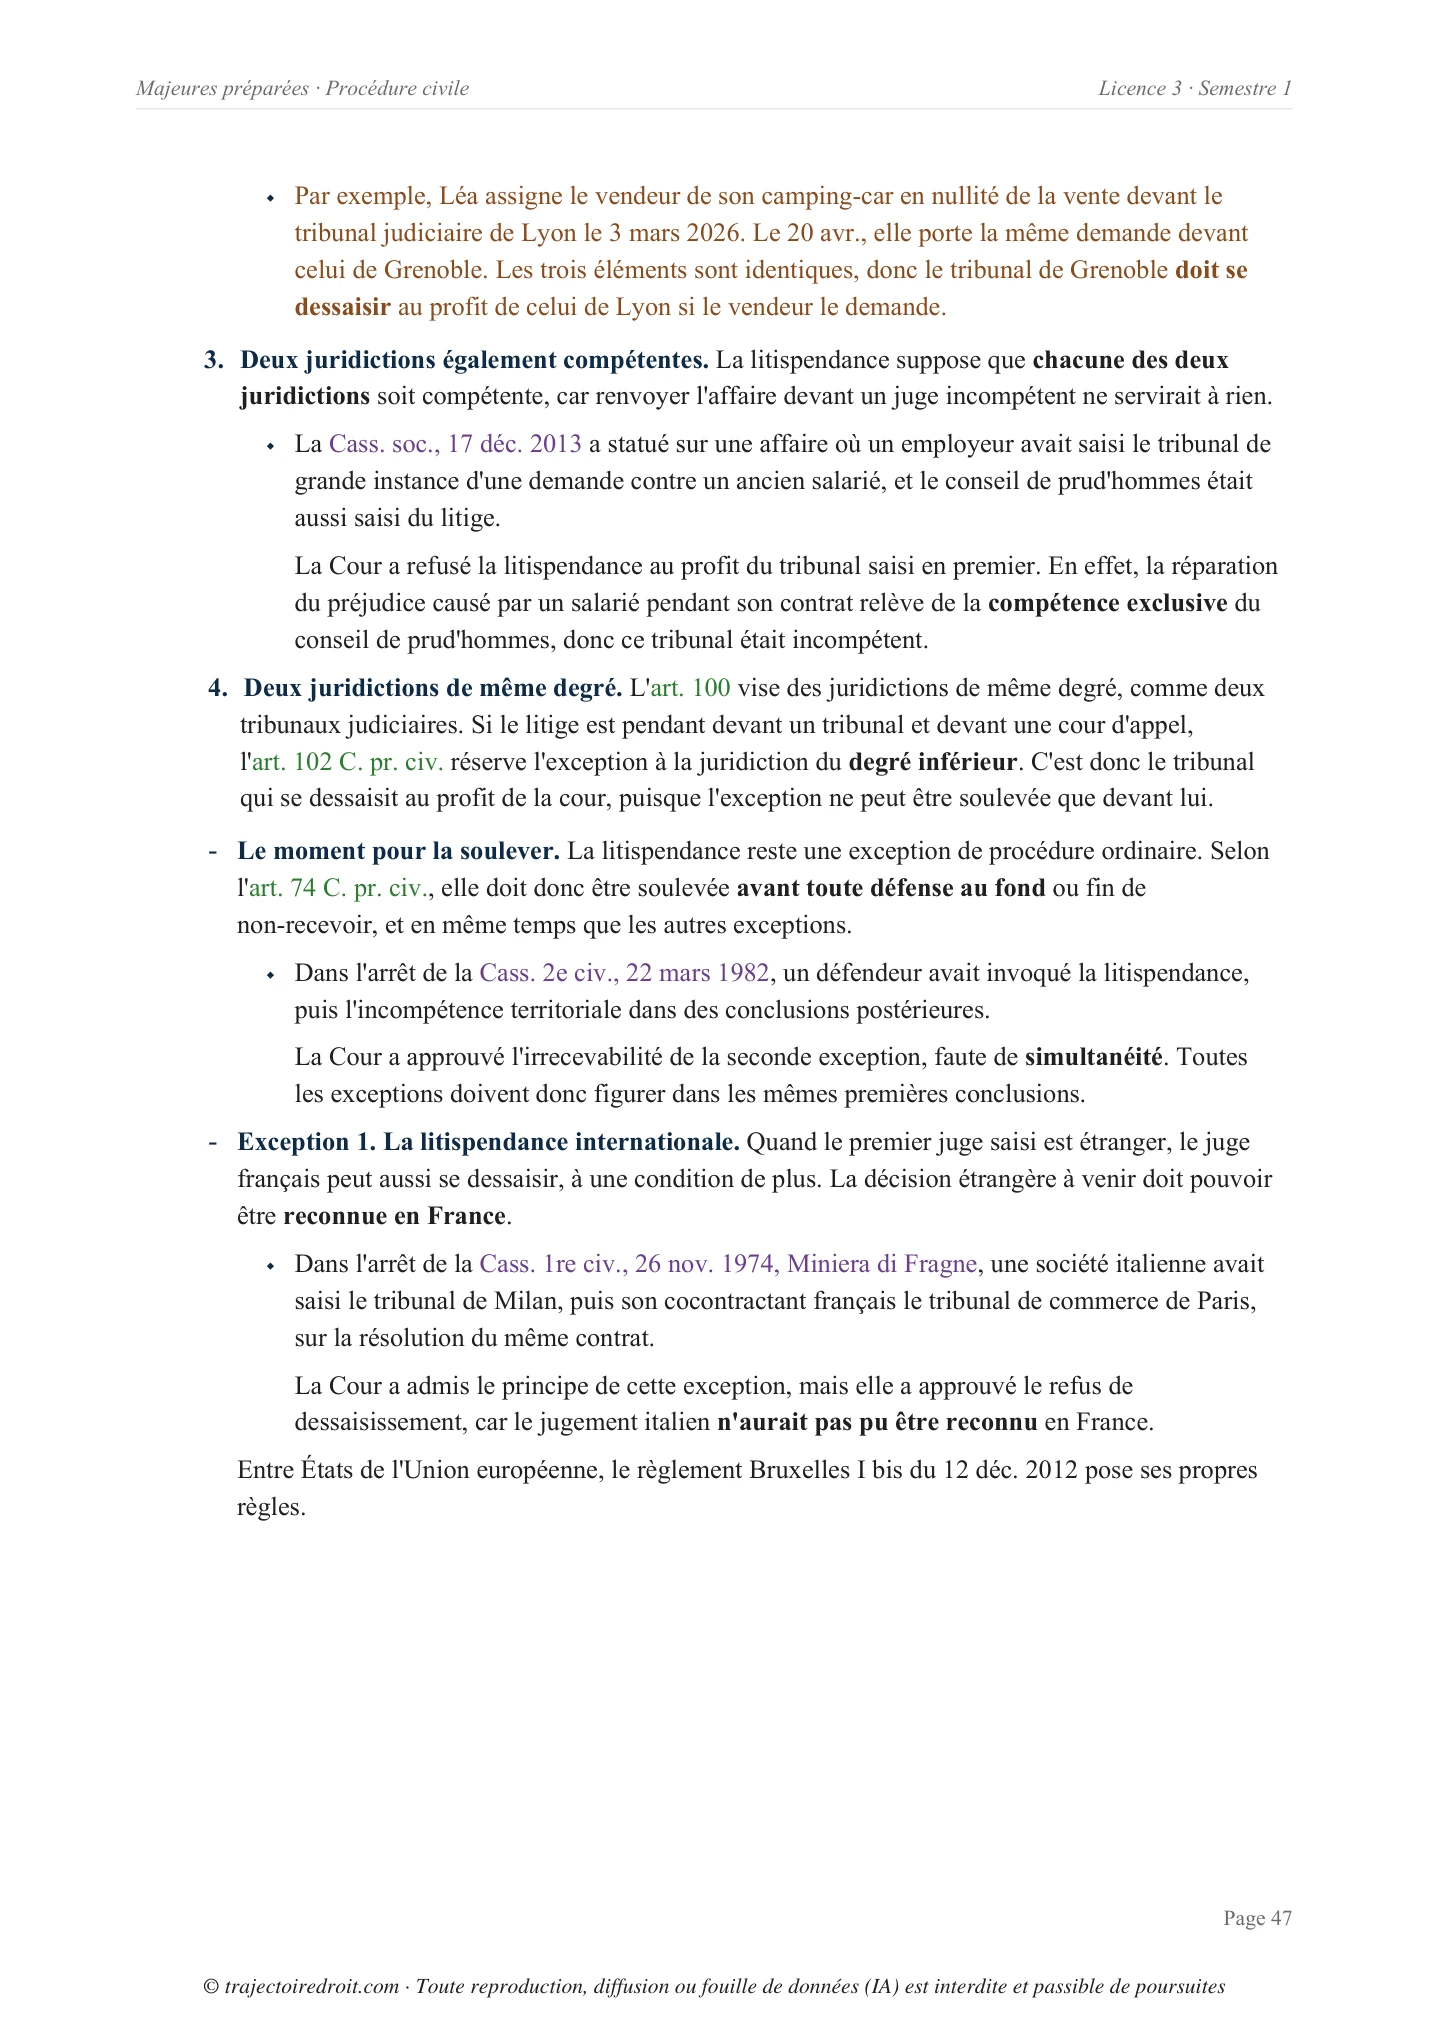 Majeures préparées · Procédure civile
Licence 3 · Semestre 1
Par exemple, Léa assigne le vendeur de son camping-car en nullité de la vente devant le
tribunal judiciaire de Lyon le 3 mars 2026. Le 20 avr., elle porte la même demande devant
celui de Grenoble. Les trois éléments sont identiques, donc le tribunal de Grenoble doit se
dessaisir au profit de celui de Lyon si le vendeur le demande.
3. Deux juridictions également compétentes. La litispendance suppose que chacune des deux
juridictions soit compétente, car renvoyer l'affaire devant un juge incompétent ne servirait à rien.
La Cass. soc., 17 déc. 2013 a statué sur une affaire où un employeur avait saisi le tribunal de
grande instance d'une demande contre un ancien salarié, et le conseil de prud'hommes était
aussi saisi du litige.
La Cour a refusé la litispendance au profit du tribunal saisi en premier. En effet, la réparation
du préjudice causé par un salarié pendant son contrat relève de la compétence exclusive du
conseil de prud'hommes, donc ce tribunal était incompétent.
4. Deux juridictions de même degré. L'art. 100 vise des juridictions de même degré, comme deux
tribunaux judiciaires. Si le litige est pendant devant un tribunal et devant une cour d'appel,
l'art. 102 C. pr. civ. réserve l'exception à la juridiction du degré inférieur. C'est donc le tribunal
qui se dessaisit au profit de la cour, puisque l'exception ne peut être soulevée que devant lui.
- Le moment pour la soulever. La litispendance reste une exception de procédure ordinaire. Selon
l'art. 74 C. pr. civ., elle doit donc être soulevée avant toute défense au fond ou fin de
non-recevoir, et en même temps que les autres exceptions.
Dans l'arrêt de la Cass. 2e civ., 22 mars 1982, un défendeur avait invoqué la litispendance,
puis l'incompétence territoriale dans des conclusions postérieures.
La Cour a approuvé l'irrecevabilité de la seconde exception, faute de simultanéité. Toutes
les exceptions doivent donc figurer dans les mêmes premières conclusions.
- Exception 1. La litispendance internationale. Quand le premier juge saisi est étranger, le juge
français peut aussi se dessaisir, à une condition de plus. La décision étrangère à venir doit pouvoir
être reconnue en France.
Dans l'arrêt de la Cass. 1re civ., 26 nov. 1974, Miniera di Fragne, une société italienne avait
saisi le tribunal de Milan, puis son cocontractant français le tribunal de commerce de Paris,
sur la résolution du même contrat.
La Cour a admis le principe de cette exception, mais elle a approuvé le refus de
dessaisissement, car le jugement italien n'aurait pas pu être reconnu en France.
Entre États de l'Union européenne, le règlement Bruxelles I bis du 12 déc. 2012 pose ses propres
règles.
Page 47
© trajectoiredroit.com · Toute reproduction, diffusion ou fouille de données (IA) est interdite et passible de poursuites